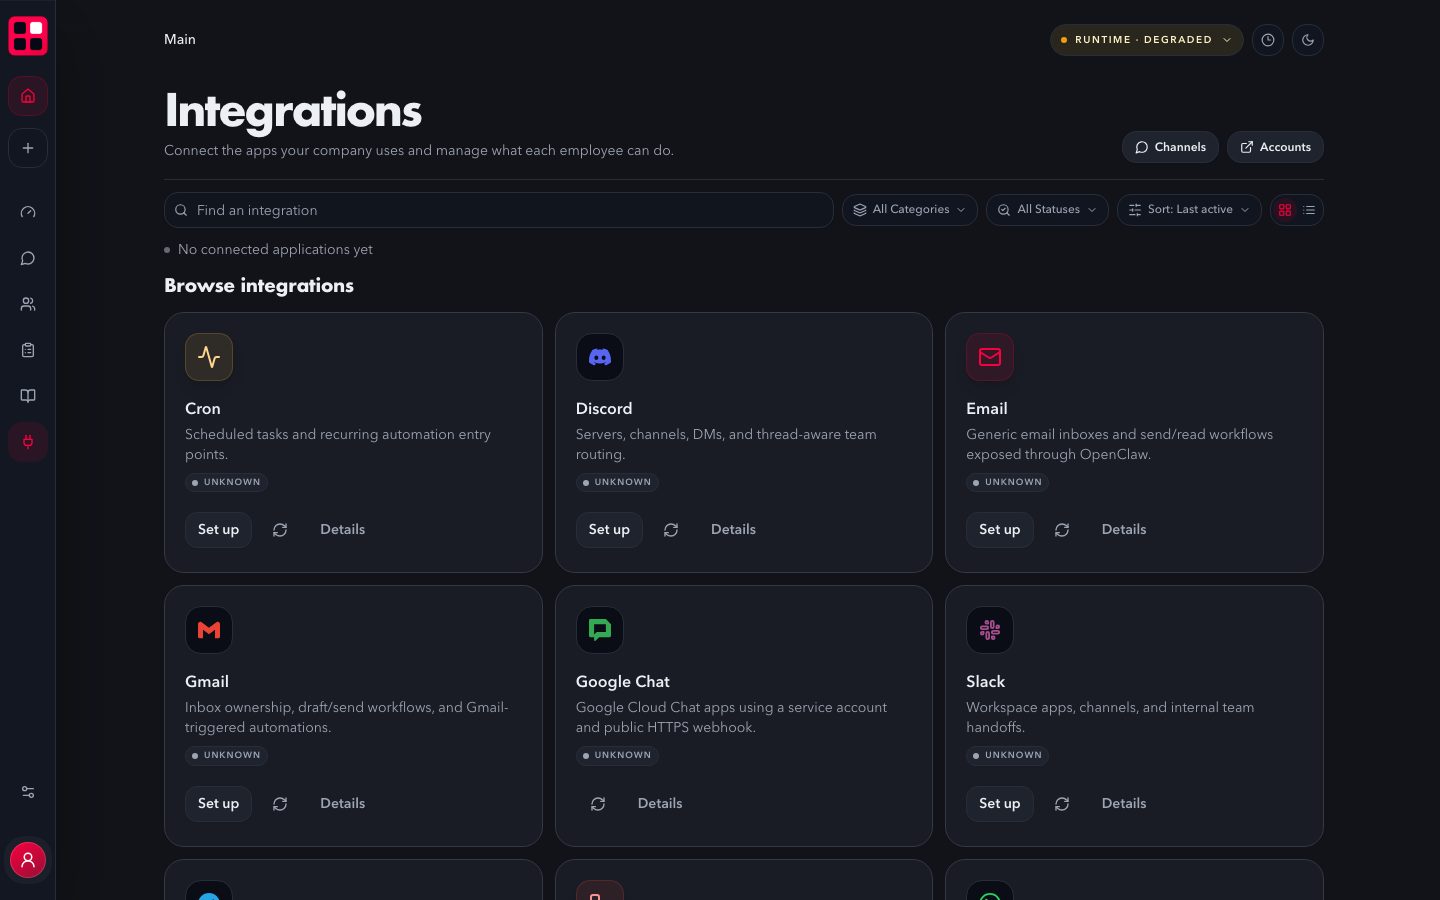 Main
RUNTIME · DEGRADED
Integrations
Connect the apps your company uses and manage what each employee can do.
Channels
Accounts
Find an integration
All Categories
All Statuses
Sort: Last active
No connected applications yet
Browse integrations
Cron
Scheduled tasks and recurring automation entry
points.
UNKNOWN
Set up
Details
Discord
Servers, channels, DMs, and thread-aware team
routing.
UNKNOWN
Set up
Details
Email
Generic email inboxes and send/read workflows
exposed through OpenClaw.
UNKNOWN
Set up
Details
Gmail
Inbox ownership, draft/send workflows, and Gmail-
triggered automations.
UNKNOWN
Set up
Details
Google Chat
Google Cloud Chat apps using a service account
and public HTTPS webhook.
UNKNOWN
Details
Slack
Workspace apps, channels, and internal team
handoffs.
UNKNOWN
Set up
Details